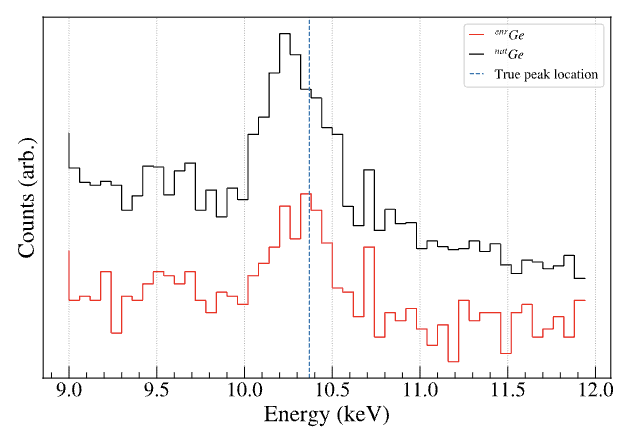 enrGe
natGe
True peak location
Counts (arb.)
9.0 9.5 10.0 10.5 11.0 11.5 12.0
Energy (keV)